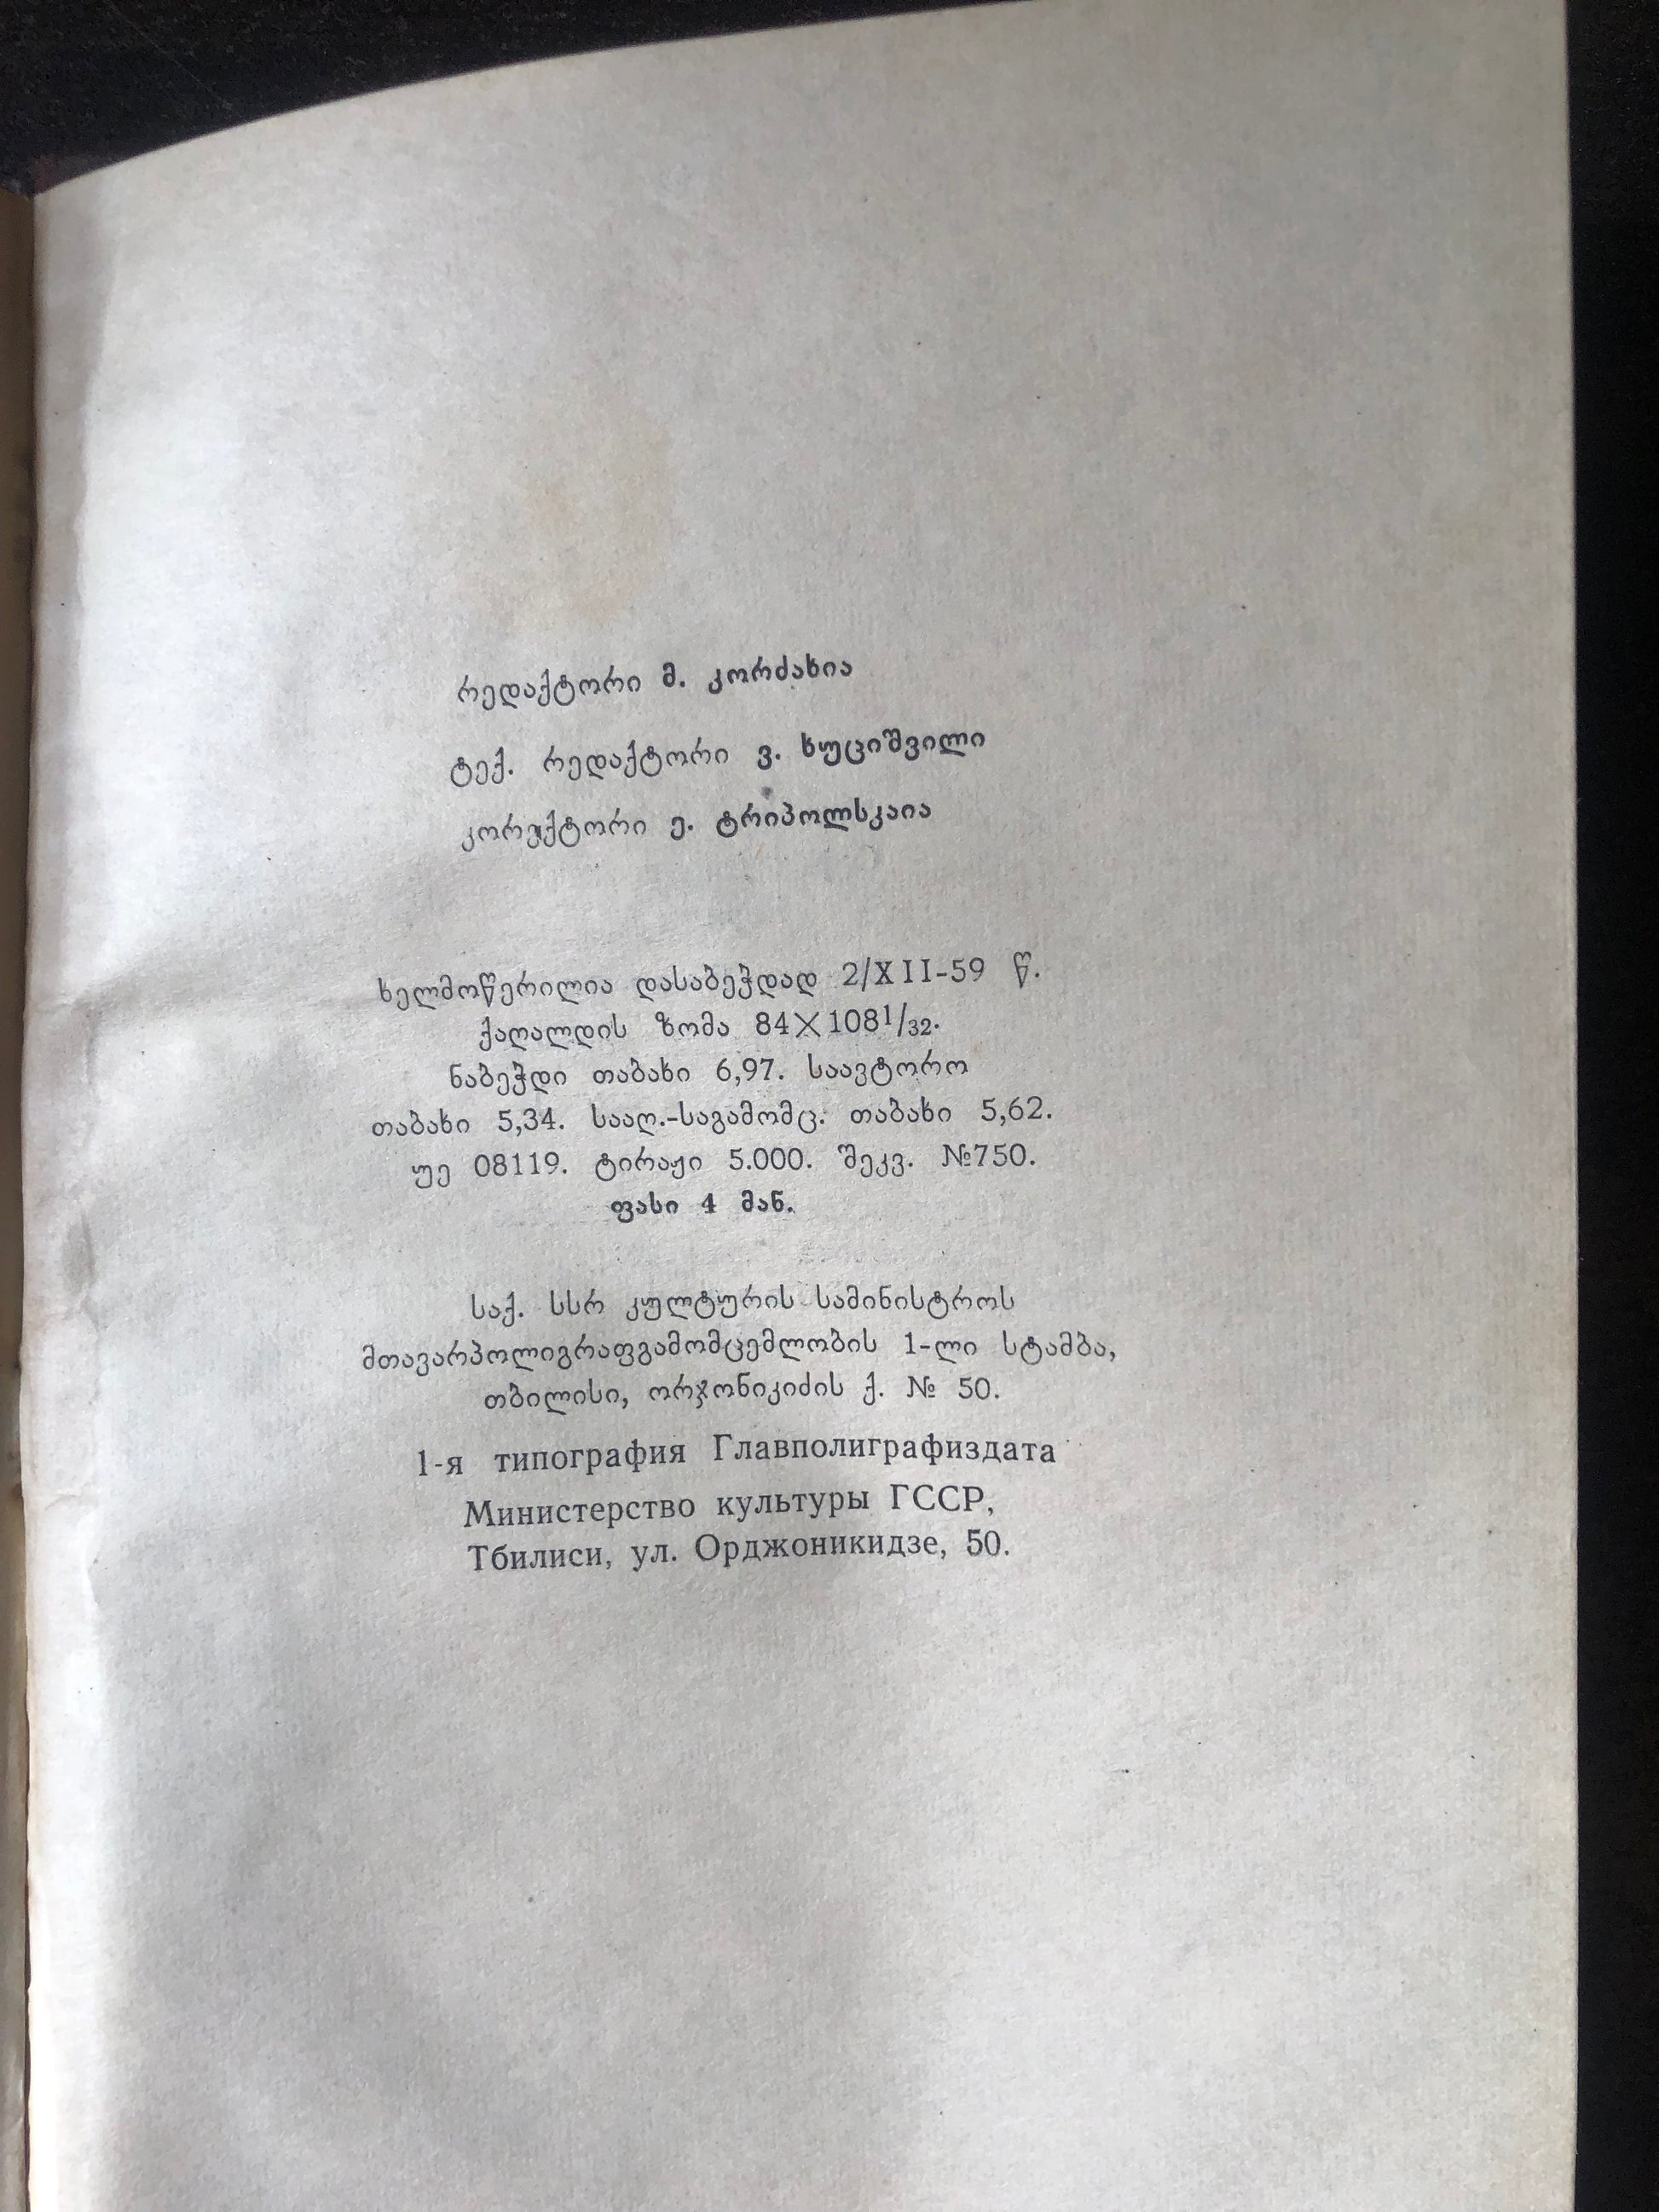 რედაქტორი მ. კორძახია
ტექ. რედაქტორი ვ. ხუციშვილი
კორექტორი ე. ტრიპოლსკაია
ხელმოწერილია დასაბეჭდად 2/XII-59 წ.
ქაღალდის ზომა 84×108¹/₃₂.
ნაბეჭდი თაბახი 6,97. საავტორო
თაბახი 5,34. სააღ.-საგამომც. თაბახი 5,62.
უე 08119. ტირაჟი 5.000. შეკვ. №750.
ფასი 4 მან.
საქ. სსრ კულტურის სამინისტროს
მთავარპოლიგრაფგამომცემლობის 1-ლი სტამბა,
თბილისი, ორჯონიკიძის ქ. № 50.
1-я типография Главполиграфиздата
Министерство культуры ГССР,
Тбилиси, ул. Орджоникидзе, 50.